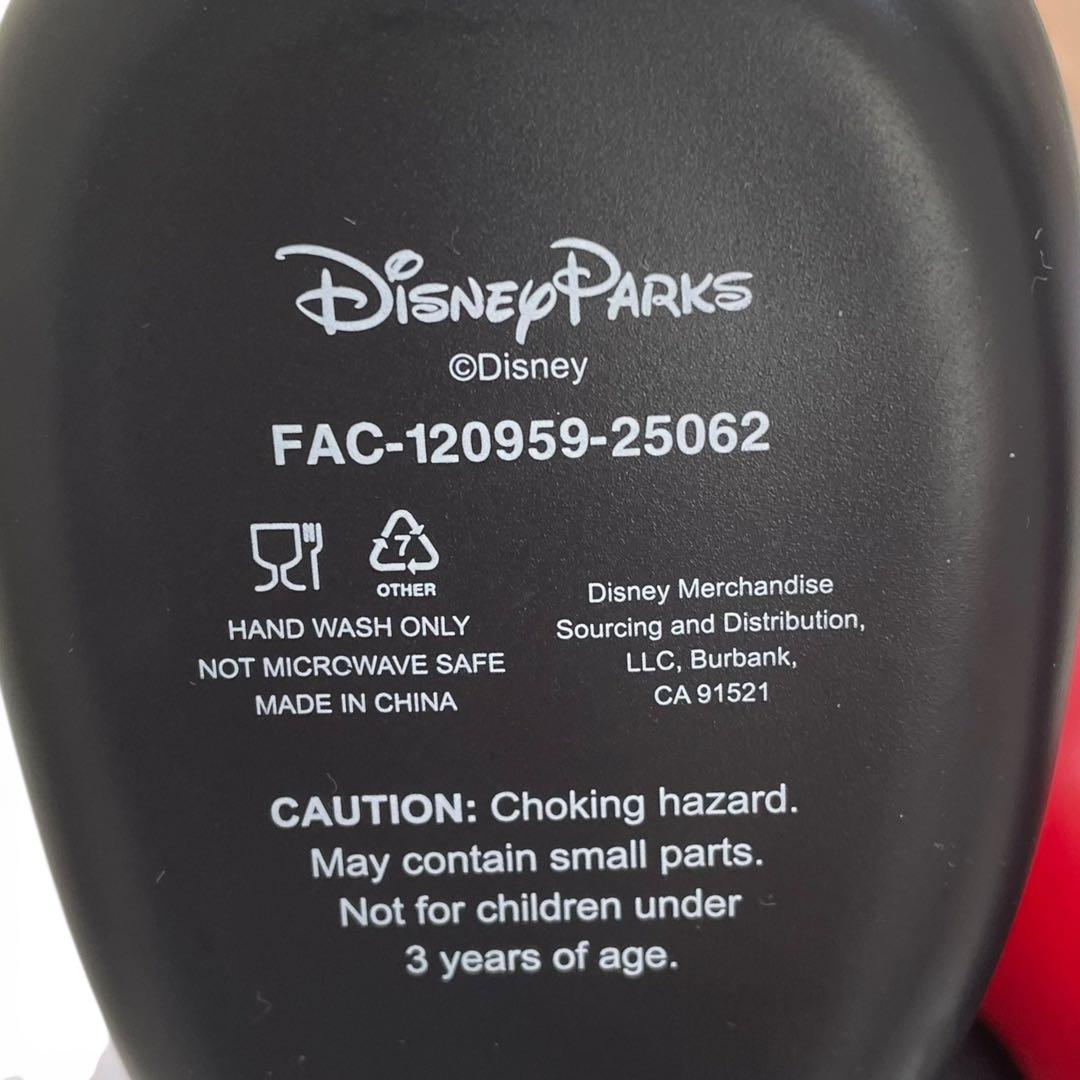 Disney Parks
©Disney
FAC-120959-25062
7
OTHER
HAND WASH ONLY
NOT MICROWAVE SAFE
MADE IN CHINA
Disney Merchandise
Sourcing and Distribution,
LLC, Burbank,
CA 91521
CAUTION: Choking hazard.
May contain small parts.
Not for children under
3 years of age.